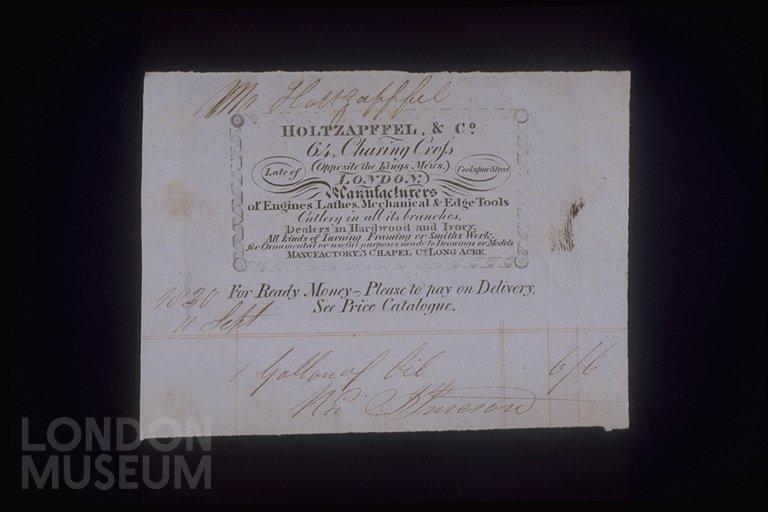 Mr Holtzapffel
HOLTZAPFFEL, & Co
64, Charing Cross
(Opposite the Kings Mews.)
Late of
Cockspur Street
LONDON.
Manufacturers
of Engines, Lathes, Mechanical & Edge-Tools
Cutlery in all its branches,
Dealers in Hardwood and Ivory.
All kinds of Turning Framing or Smiths Work,
for Ornamental or useful purposes made to Drawings or Models
MANUFACTORY, 3 CHAPEL Ct LONG ACRE.
For Ready Money – Please to pay on Delivery.
See Price Catalogue.
11 Sept
1 Gallon of Oil 6/6
LONDON
MUSEUM